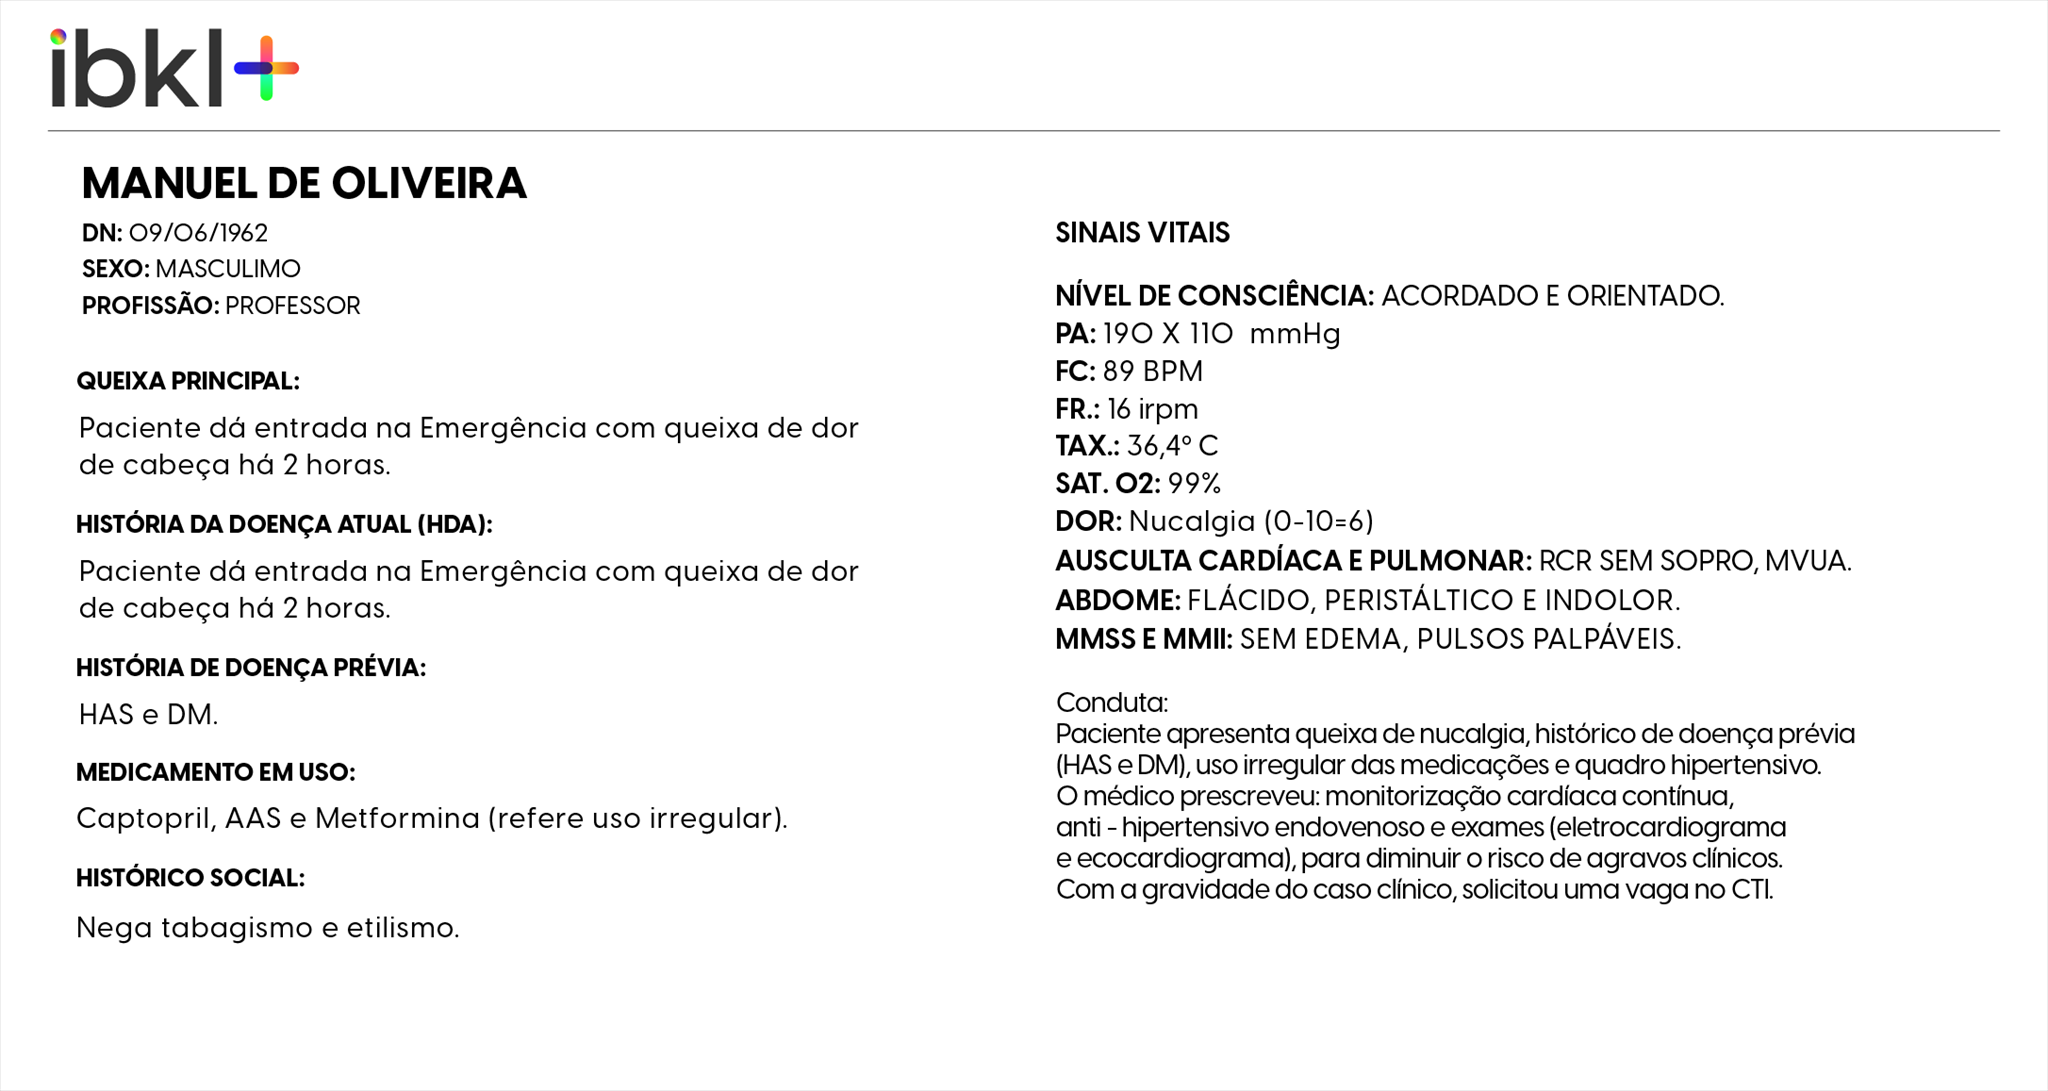 ibkl+
MANUEL DE OLIVEIRA
DN: 09/06/1962
SEXO: MASCULIMO
PROFISSÃO: PROFESSOR
QUEIXA PRINCIPAL:
Paciente dá entrada na Emergência com queixa de dor
de cabeça há 2 horas.
HISTÓRIA DA DOENÇA ATUAL (HDA):
Paciente dá entrada na Emergência com queixa de dor
de cabeça há 2 horas.
HISTÓRIA DE DOENÇA PRÉVIA:
HAS e DM.
MEDICAMENTO EM USO:
Captopril, AAS e Metformina (refere uso irregular).
HISTÓRICO SOCIAL:
Nega tabagismo e etilismo.
SINAIS VITAIS
NÍVEL DE CONSCIÊNCIA: ACORDADO E ORIENTADO.
PA: 190 X 110 mmHg
FC: 89 BPM
FR.: 16 irpm
TAX.: 36,4º C
SAT. O2: 99%
DOR: Nucalgia (0-10=6)
AUSCULTA CARDÍACA E PULMONAR: RCR SEM SOPRO, MVUA.
ABDOME: FLÁCIDO, PERISTÁLTICO E INDOLOR.
MMSS E MMII: SEM EDEMA, PULSOS PALPÁVEIS.
Conduta:
Paciente apresenta queixa de nucalgia, histórico de doença prévia
(HAS e DM), uso irregular das medicações e quadro hipertensivo.
O médico prescreveu: monitorização cardíaca contínua,
anti - hipertensivo endovenoso e exames (eletrocardiograma
e ecocardiograma), para diminuir o risco de agravos clínicos.
Com a gravidade do caso clínico, solicitou uma vaga no CTI.